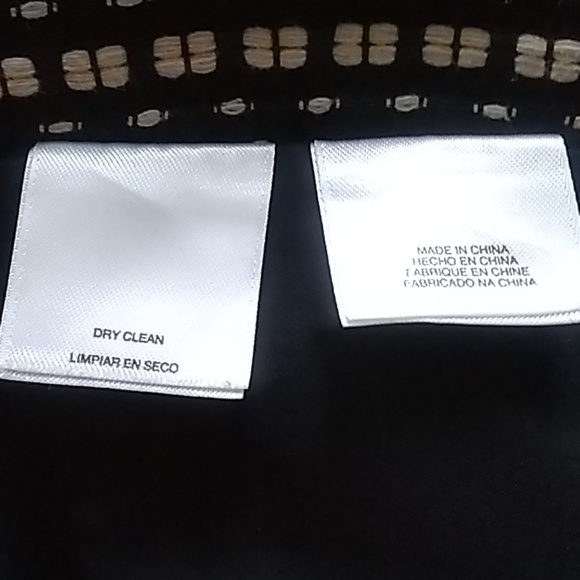 DRY CLEAN
LIMPIAR EN SECO
MADE IN CHINA
HECHO EN CHINA
FABRIQUE EN CHINE
FABRICADO NA CHINA